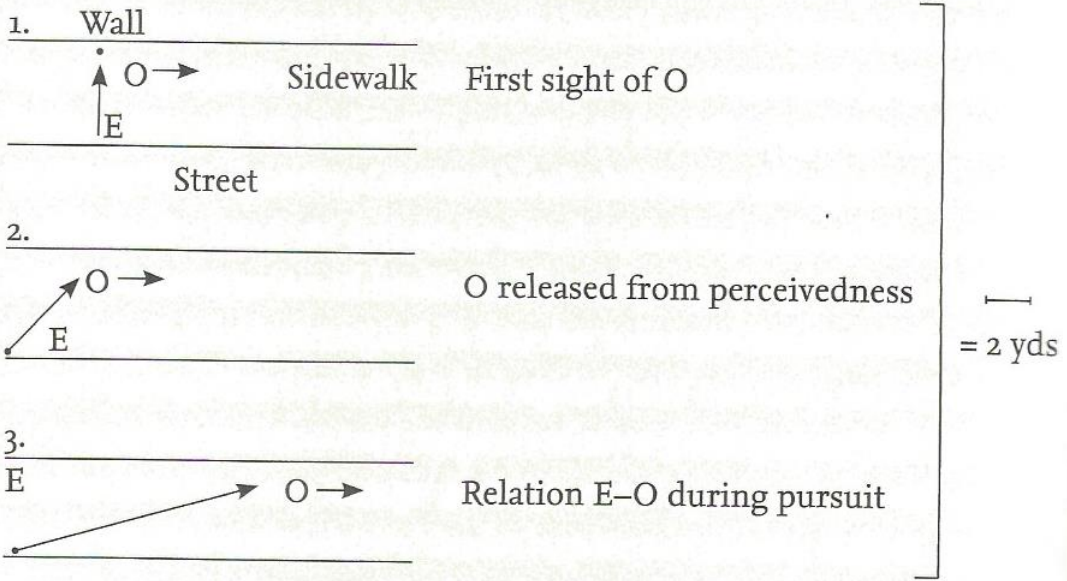 1. Wall
O Sidewalk First sight of O
E
Street
2.
O O released from perceivedness
E = 2 yds
3.
E
O Relation E–O during pursuit